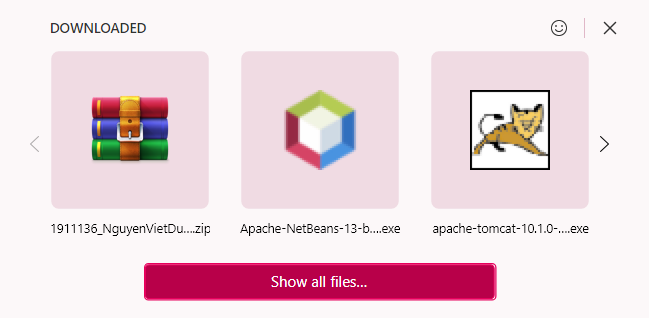 DOWNLOADED
1911136_NguyenVietDu....zip
Apache-NetBeans-13-b....exe
apache-tomcat-10.1.0-....exe
Show all files...